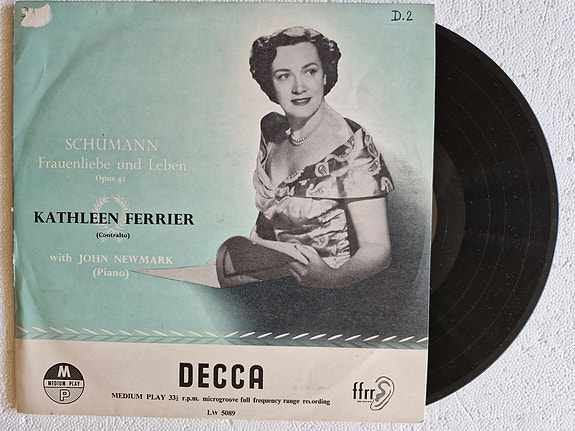 D.2
SCHUMANN
Frauenliebe und Leben
Opus 42
KATHLEEN FERRIER
(Contralto)
with JOHN NEWMARK
(Piano)
M
MEDIUM PLAY
P
DECCA
ffrr
MEDIUM PLAY 33⅓ r.p.m. microgroove full frequency range recording
LW 5089